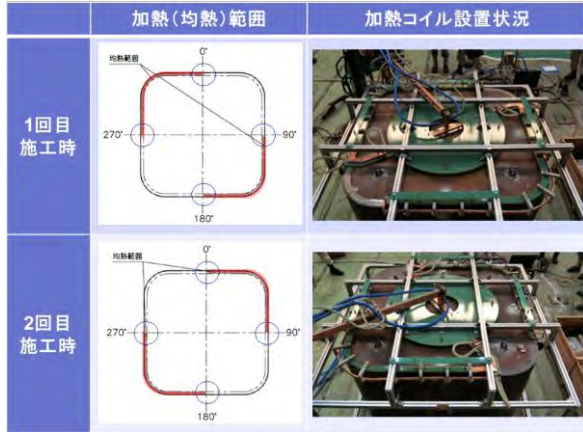 加熱(均熱)範囲
加熱コイル設置状況
1回目
施工時
均熱範囲
0°
270°
90°
180°
2回目
施工時
均熱範囲
0°
270°
90°
180°